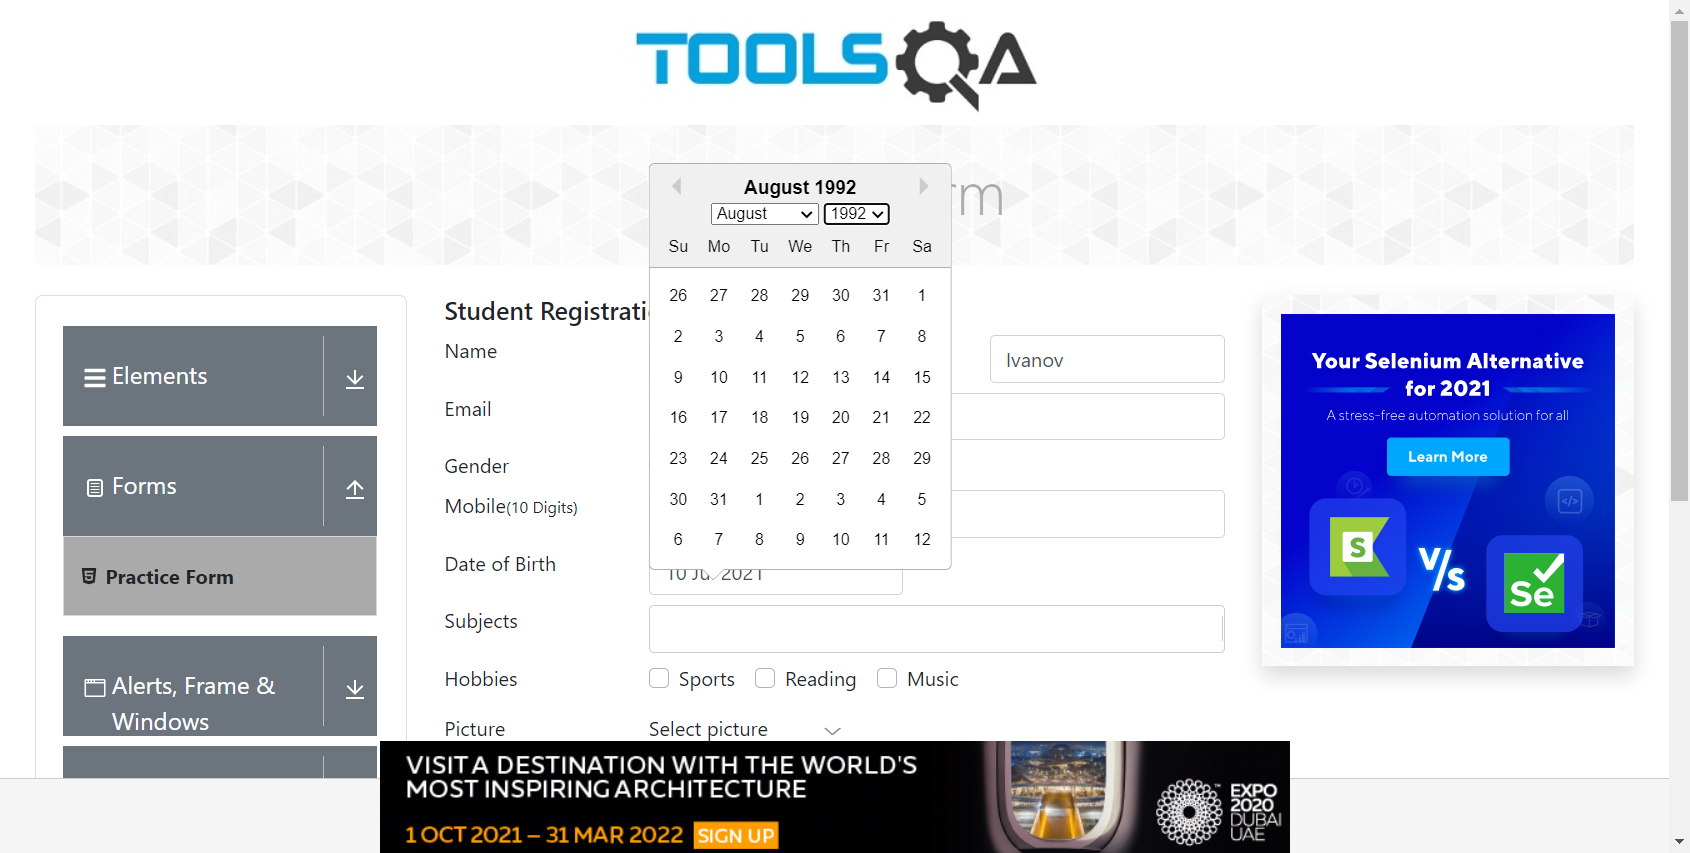 TOOLSQA
rm
August 1992
August 1992
Su Mo Tu We Th Fr Sa
26 27 28 29 30 31 1
2 3 4 5 6 7 8
9 10 11 12 13 14 15
16 17 18 19 20 21 22
23 24 25 26 27 28 29
30 31 1 2 3 4 5
6 7 8 9 10 11 12
Elements
Forms
Practice Form
Alerts, Frame &
Windows
Student Registrati
Name
Ivanov
Email
Gender
Mobile(10 Digits)
Date of Birth
10 Ju 2021
Subjects
Hobbies
Sports Reading Music
Picture
Select picture
Your Selenium Alternative
for 2021
A stress-free automation solution for all
Learn More
S
V/s
Se
VISIT A DESTINATION WITH THE WORLD'S
MOST INSPIRING ARCHITECTURE
1 OCT 2021 – 31 MAR 2022 SIGN UP
EXPO
2020
DUBAI
UAE